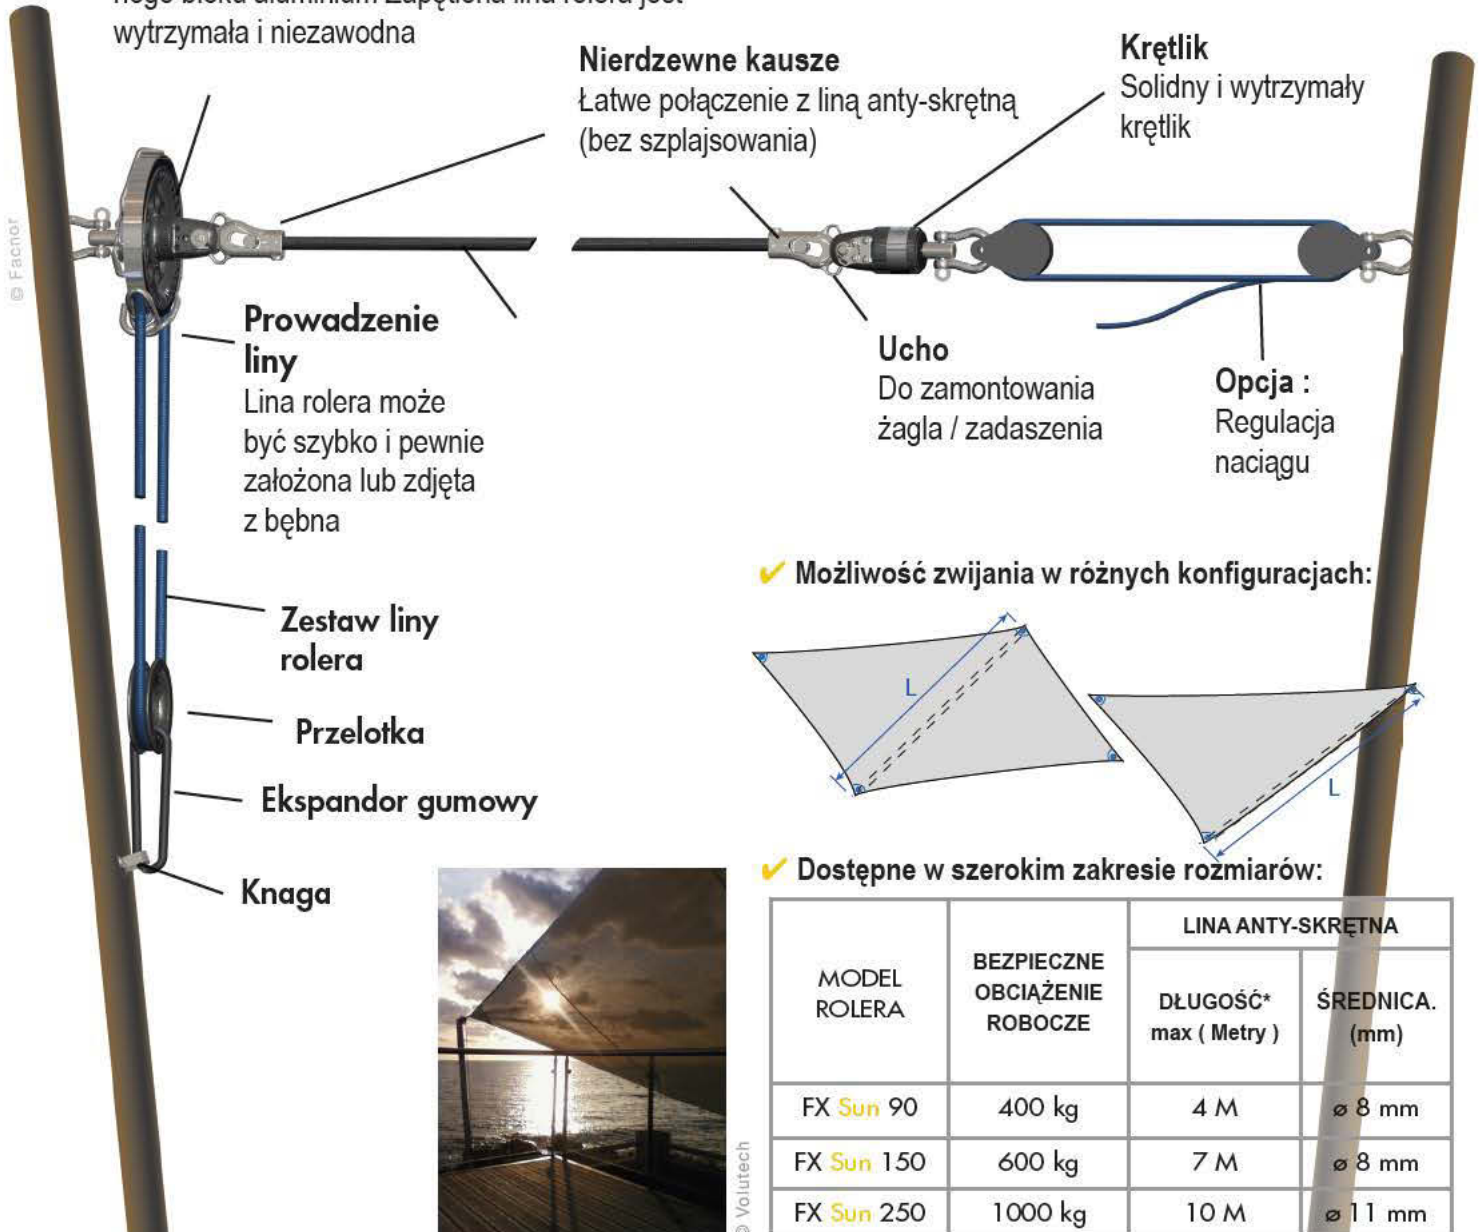 wytrzymała i niezawodna
Nierdzewne kausze
Łatwe połączenie z liną anty-skrętną
(bez szplajsowania)
Krętlik
Solidny i wytrzymały
krętlik
© Facnor
Prowadzenie
liny
Lina rolera może
być szybko i pewnie
założona lub zdjęta
z bębna
Ucho
Do zamontowania
żagla / zadaszenia
Opcja :
Regulacja
naciągu
Zestaw liny
rolera
Przelotka
Ekspandor gumowy
Knaga
✔ Możliwość zwijania w różnych konfiguracjach:
L
L
✔ Dostępne w szerokim zakresie rozmiarów:
MODEL
ROLERA
BEZPIECZNE
OBCIĄŻENIE
ROBOCZE
LINA ANTY-SKRĘTNA
DŁUGOŚĆ*
max ( Metry )
ŚREDNICA.
(mm)
FX Sun 90 400 kg 4 M ø 8 mm
FX Sun 150 600 kg 7 M ø 8 mm
FX Sun 250 1000 kg 10 M ø 11 mm
© Volutech